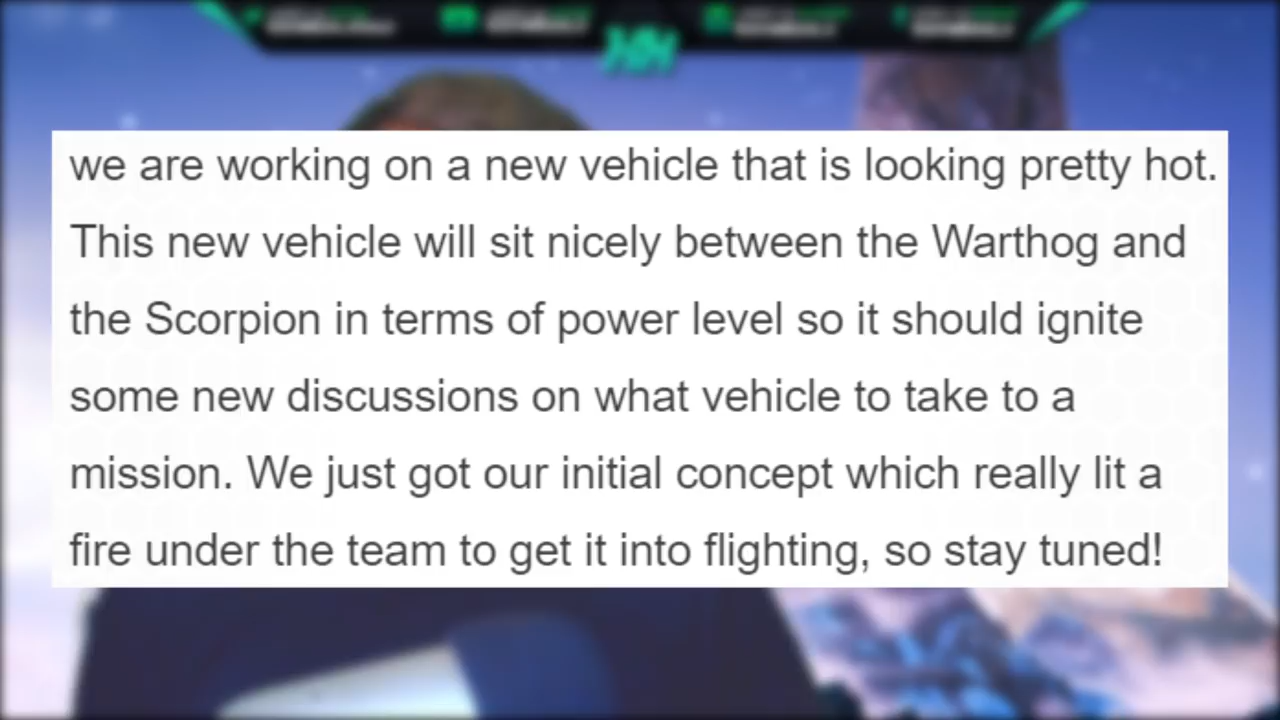 HH
we are working on a new vehicle that is looking pretty hot.
This new vehicle will sit nicely between the Warthog and
the Scorpion in terms of power level so it should ignite
some new discussions on what vehicle to take to a
mission. We just got our initial concept which really lit a
fire under the team to get it into flighting, so stay tuned!